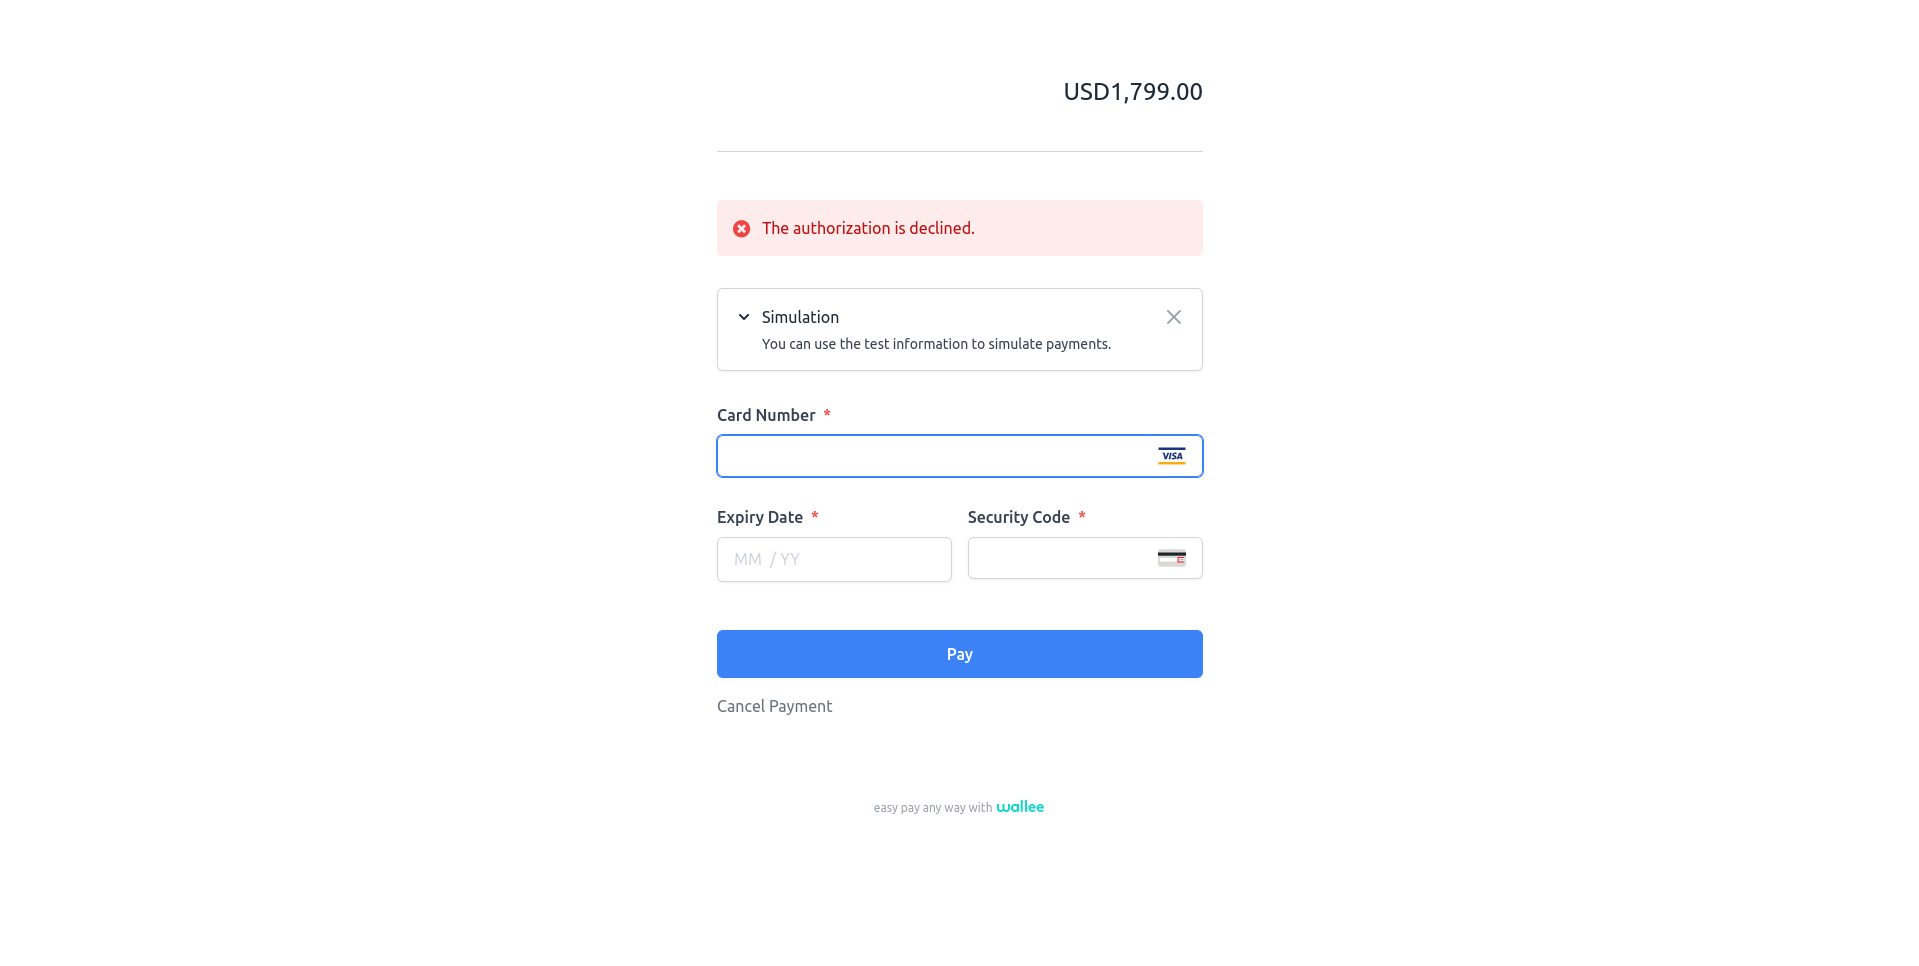 USD1,799.00
The authorization is declined.
Simulation
You can use the test information to simulate payments.
Card Number *
VISA
Expiry Date * Security Code *
MM / YY
Pay
Cancel Payment
easy pay any way with wallee